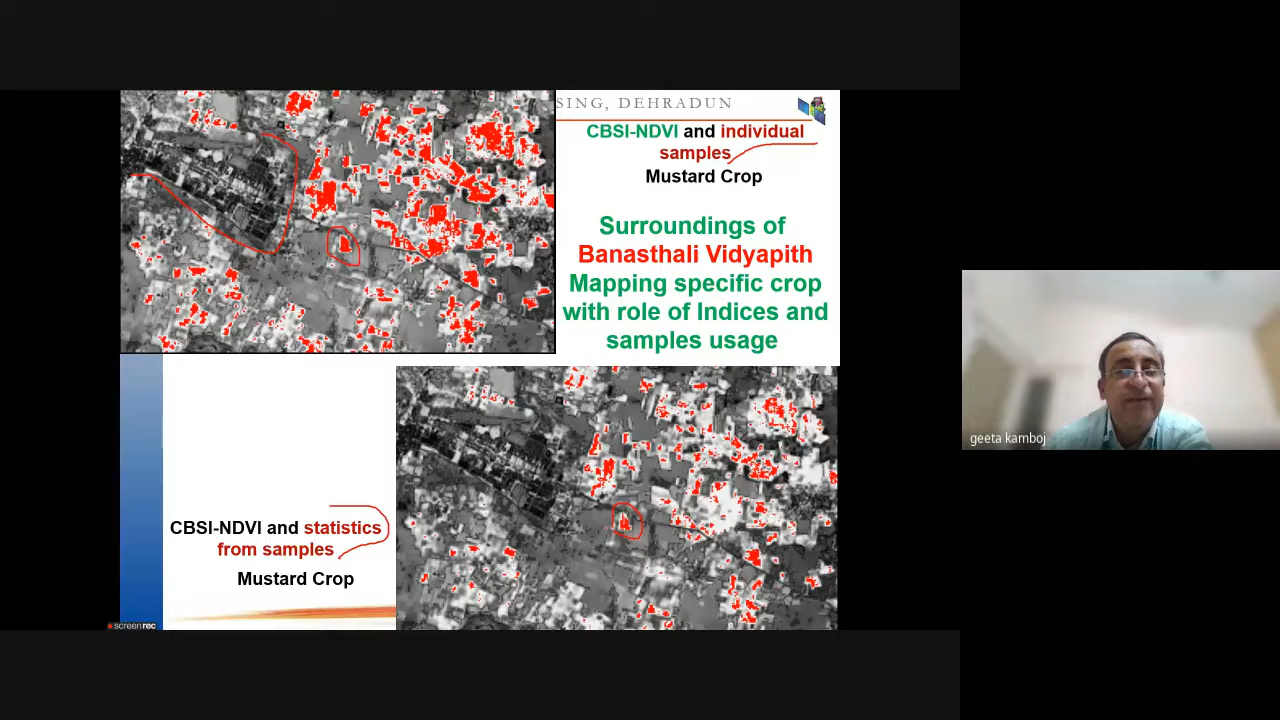 SING, DEHRADUN
CBSI-NDVI and individual
samples
Mustard Crop
Surroundings of
Banasthali Vidyapith
Mapping specific crop
with role of Indices and
samples usage
CBSI-NDVI and statistics
from samples
Mustard Crop
screenrec
geeta kamboj